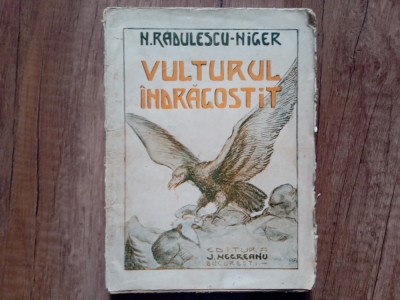 N. RADULESCU-NIGER
VULTURUL
ÎNDRĂGOSTIT
EDITURA
J. NEGREANU
BUCUREȘTI —